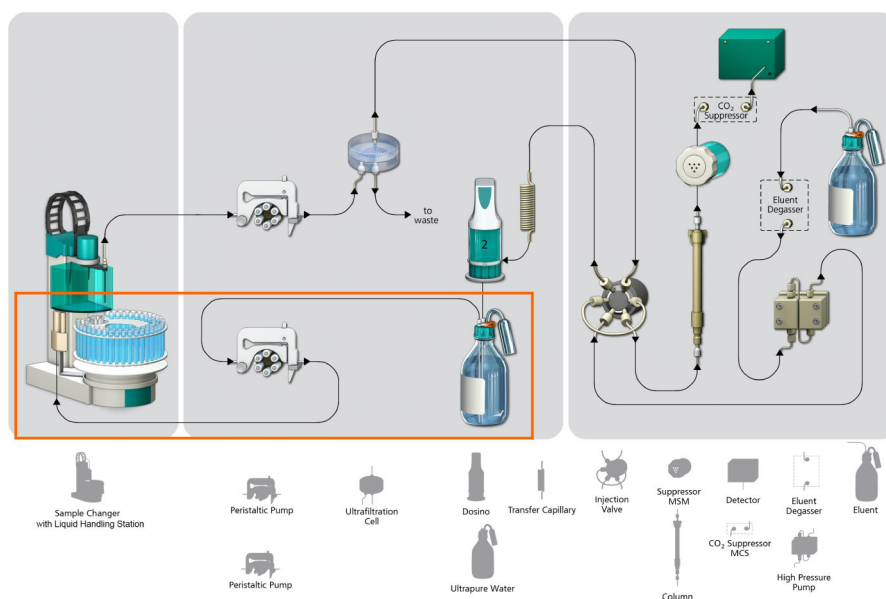 CO₂
Suppressor
Eluent
Degasser
to
waste
2
Sample Changer
with Liquid Handling Station
Peristaltic Pump
Ultrafiltration
Cell
Dosino
Transfer Capillary
Injection
Valve
Suppressor
MSM
Detector
Eluent
Degasser
Eluent
Peristaltic Pump
Ultrapure Water
CO₂ Suppressor
MCS
High Pressure
Pump
Column